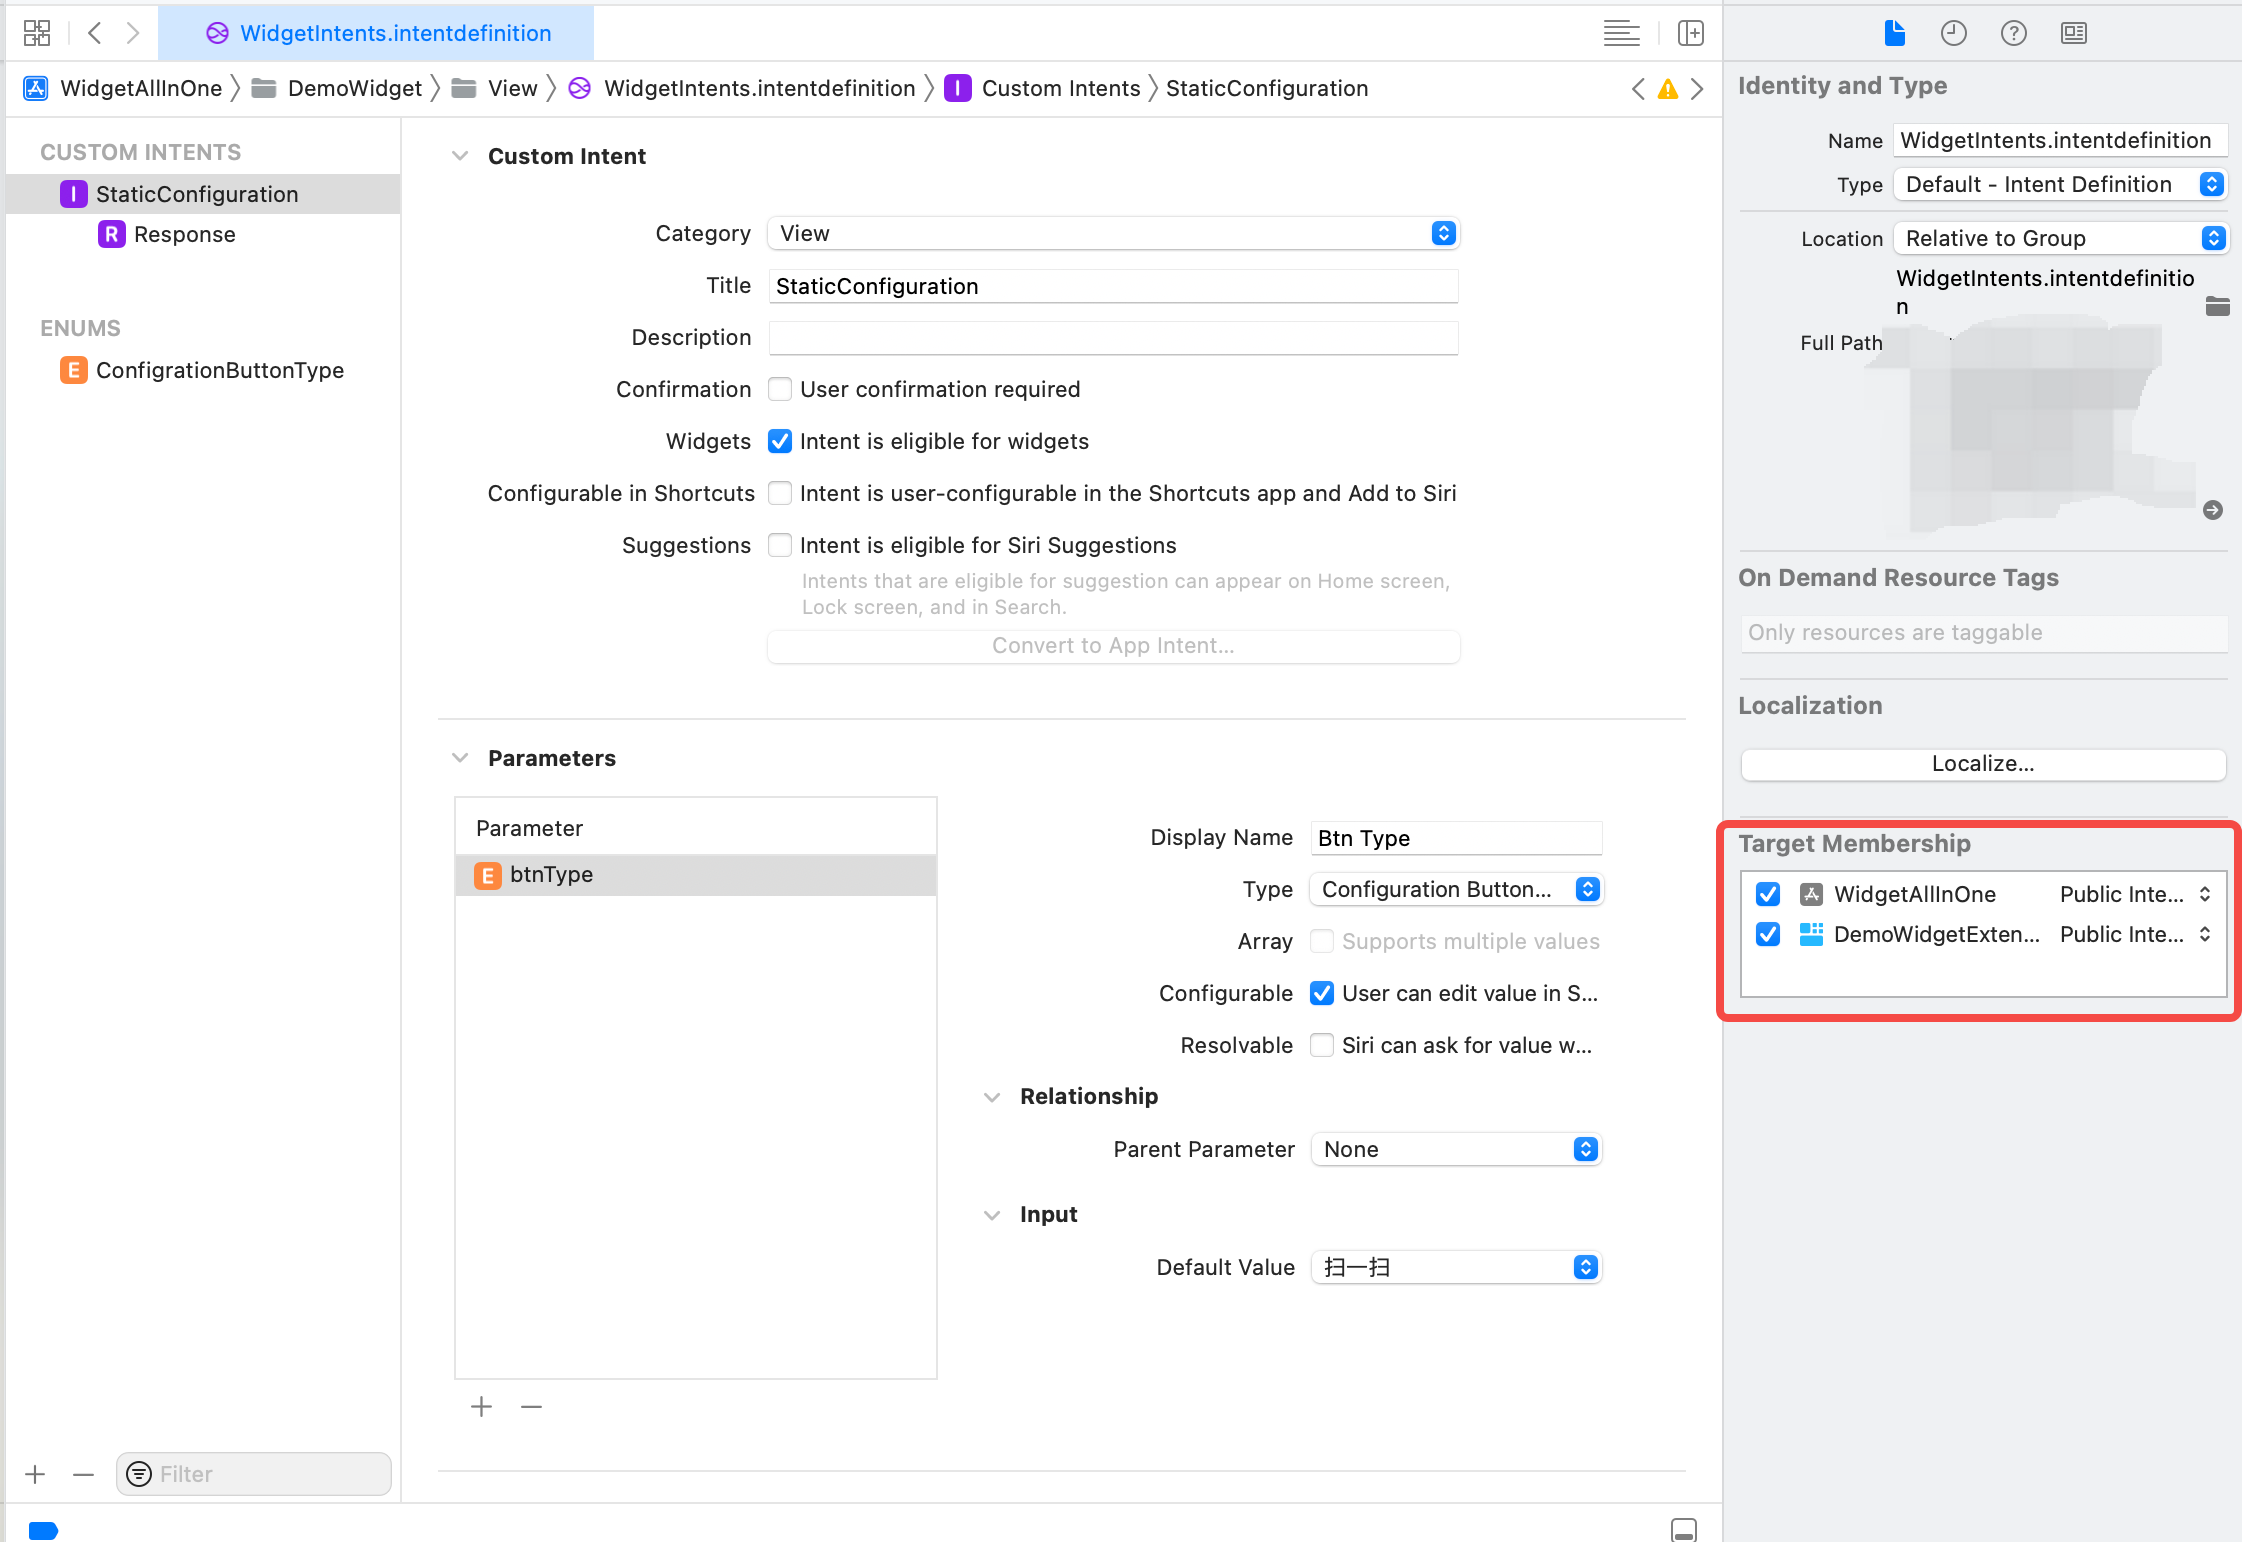 WidgetIntents.intentdefinition
WidgetAllInOne
DemoWidget
View
WidgetIntents.intentdefinition
Custom Intents
StaticConfiguration
CUSTOM INTENTS
I StaticConfiguration
R Response
ENUMS
E ConfigrationButtonType
Custom Intent
Category View
Title StaticConfiguration
Description
Confirmation User confirmation required
Widgets Intent is eligible for widgets
Configurable in Shortcuts Intent is user-configurable in the Shortcuts app and Add to Siri
Suggestions Intent is eligible for Siri Suggestions
Intents that are eligible for suggestion can appear on Home screen,
Lock screen, and in Search.
Convert to App Intent...
Parameters
Parameter
E btnType
Display Name Btn Type
Type Configuration Button...
Array Supports multiple values
Configurable User can edit value in S...
Resolvable Siri can ask for value w...
Relationship
Parent Parameter None
Input
Default Value 扫一扫
Filter
Identity and Type
Name WidgetIntents.intentdefinition
Type Default - Intent Definition
Location Relative to Group
WidgetIntents.intentdefinitio
n
Full Path
On Demand Resource Tags
Only resources are taggable
Localization
Localize...
Target Membership
WidgetAllInOne Public Inte...
DemoWidgetExten... Public Inte...